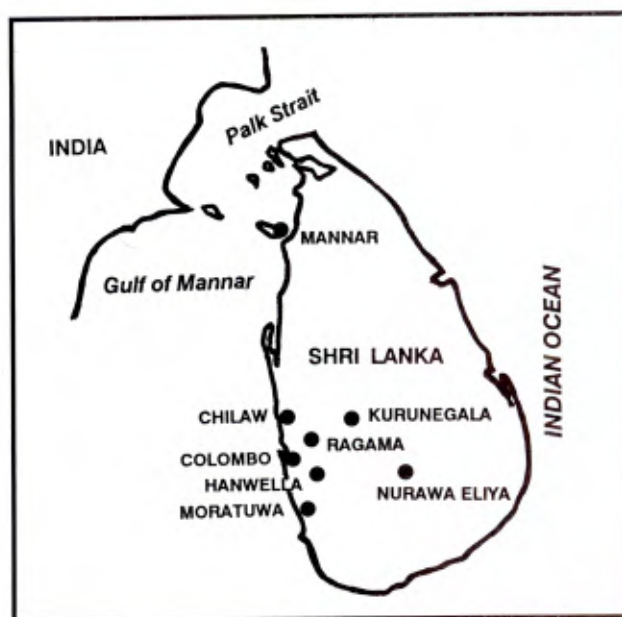 Palk Strait
INDIA
MANNAR
Gulf of Mannar
INDIAN OCEAN
SHRI LANKA
CHILAW
KURUNEGALA
RAGAMA
COLOMBO
HANWELLA
NURAWA ELIYA
MORATUWA